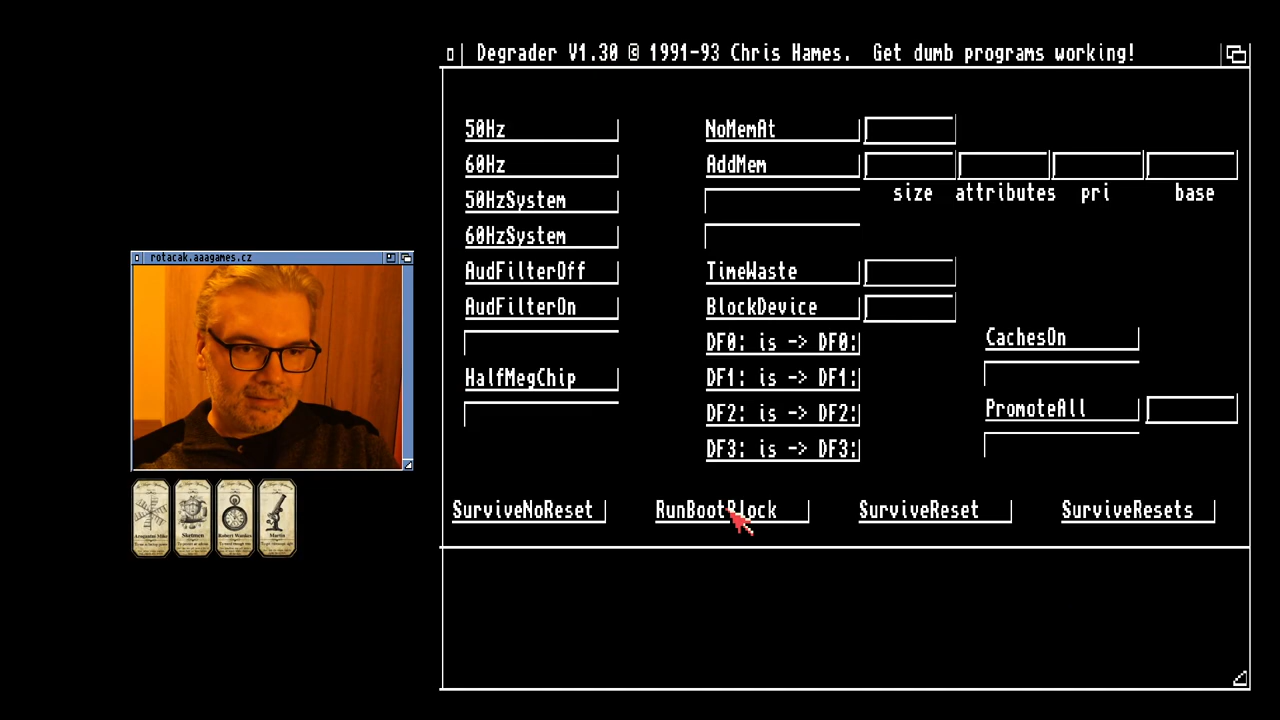 Degrader V1.30 © 1991-93 Chris Hames. Get dumb programs working!
50Hz
60Hz
50HzSystem
60HzSystem
AudFilterOff
AudFilterOn
HalfMegChip
NoMemAt
AddMem
size attributes pri base
TimeWaste
BlockDevice
DF0: is -> DF0:
DF1: is -> DF1:
DF2: is -> DF2:
DF3: is -> DF3:
CachesOn
PromoteAll
SurviveNoReset RunBootBlock SurviveReset SurviveResets
rotacak.aaagames.cz
Skromen
Martin